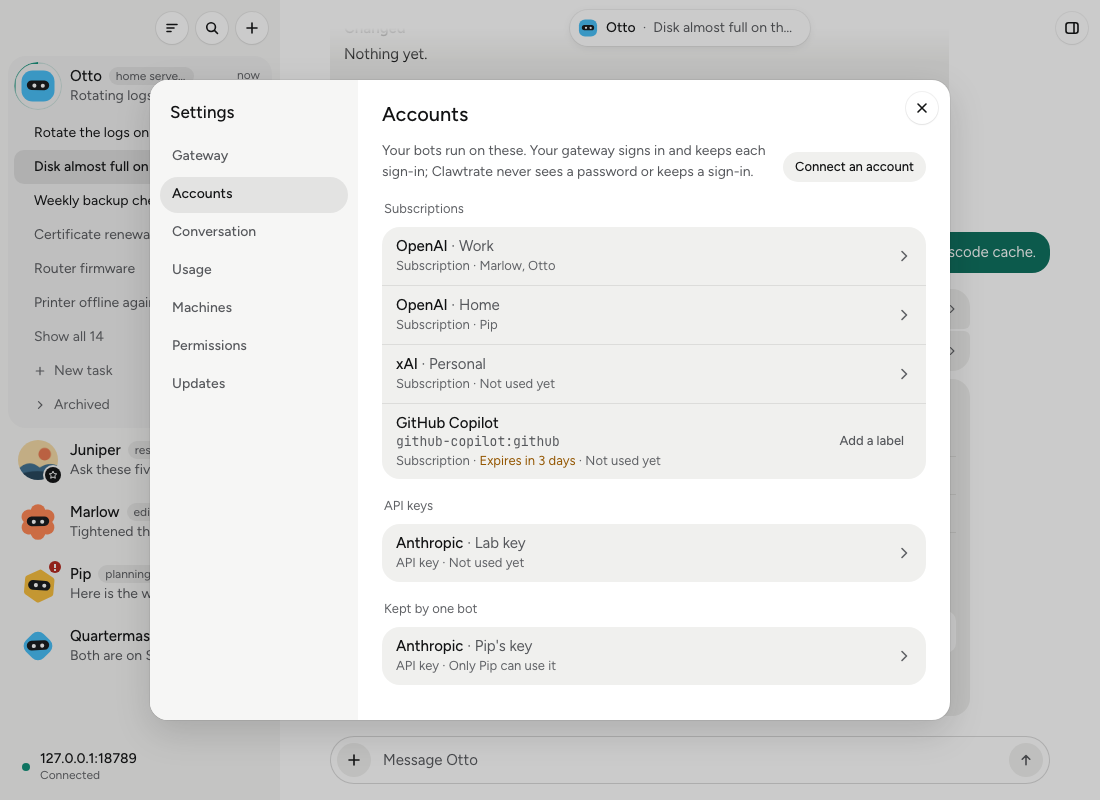 Changed
Nothing yet.
Otto · Disk almost full on th…
Otto home serve… now
Rotating logs
Rotate the logs on
Disk almost full on
Weekly backup che
Certificate renewa
Router firmware
Printer offline agai
Show all 14
New task
Archived
Juniper res
Ask these fiv
Marlow edi
Tightened th
Pip planning
Here is the w
Quartermas
Both are on S
127.0.0.1:18789
Connected
Settings
Gateway
Accounts
Conversation
Usage
Machines
Permissions
Updates
Accounts
Your bots run on these. Your gateway signs in and keeps each
sign-in; Clawtrate never sees a password or keeps a sign-in.
Connect an account
Subscriptions
OpenAI · Work
Subscription · Marlow, Otto
OpenAI · Home
Subscription · Pip
xAI · Personal
Subscription · Not used yet
GitHub Copilot
github-copilot:github
Subscription · Expires in 3 days · Not used yet
Add a label
API keys
Anthropic · Lab key
API key · Not used yet
Kept by one bot
Anthropic · Pip's key
API key · Only Pip can use it
scode cache.
Message Otto